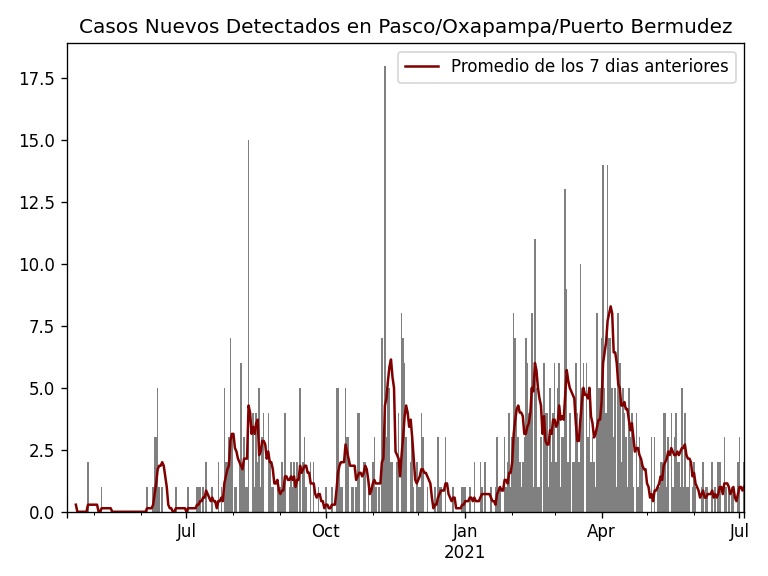 Casos Nuevos Detectados en Pasco/Oxapampa/Puerto Bermudez
Promedio de los 7 dias anteriores
17.5
15.0
12.5
10.0
7.5
5.0
2.5
0.0
Jul
Oct
Jan
2021
Apr
Jul